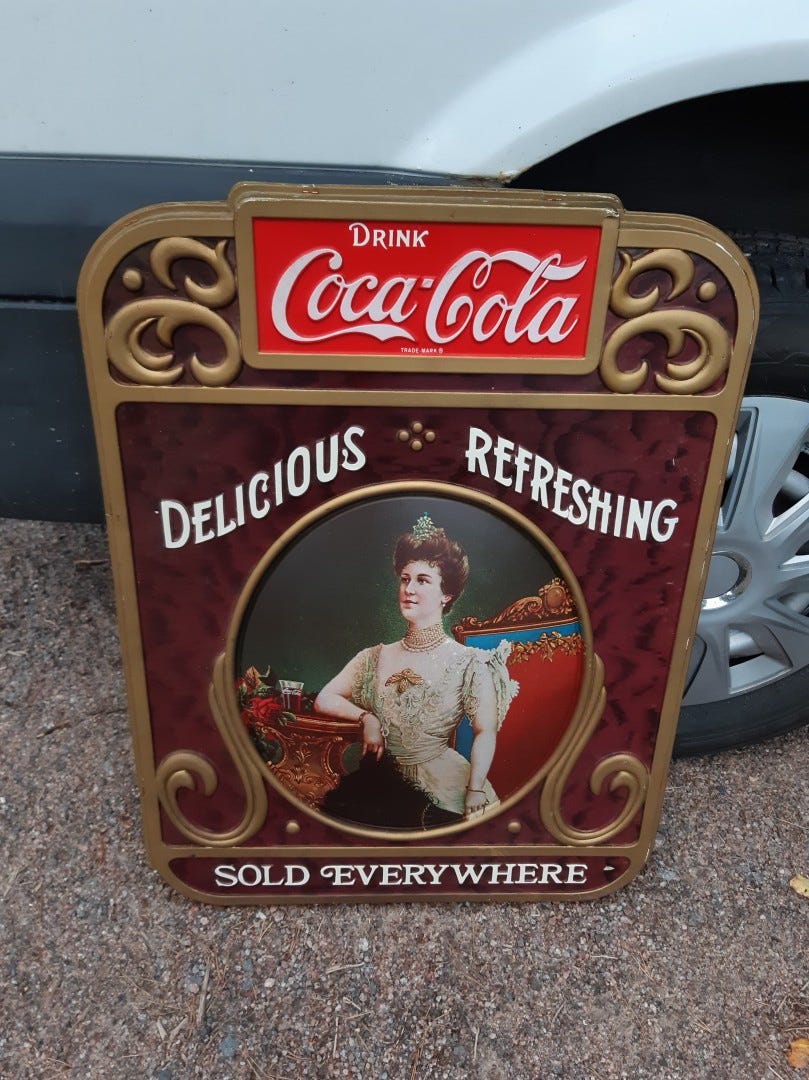 DRINK
Coca-Cola
TRADE MARK ®
DELICIOUS REFRESHING
SOLD EVERYWHERE